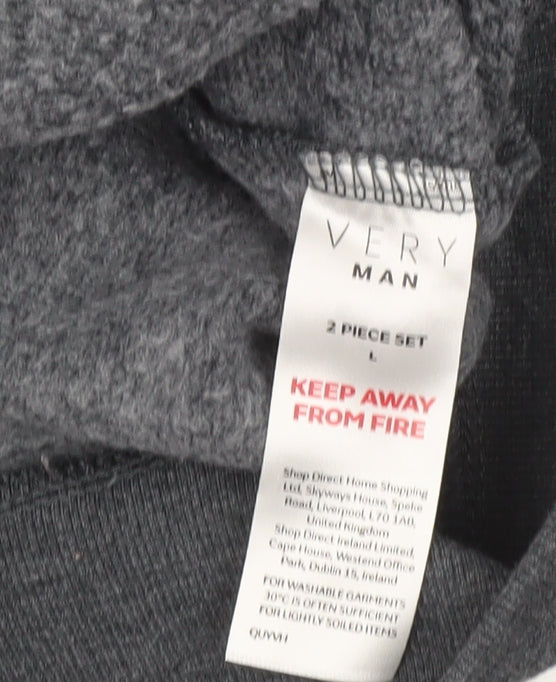 VERY
MAN
2 PIECE SET
L
KEEP AWAY
FROM FIRE
Shop Direct Home Shopping
Ltd, Skyways House, Speke
Road, Liverpool, L70 1AB,
United Kingdom
Shop Direct Ireland Limited,
Cape House, Westend Office
Park, Dublin 15, Ireland
FOR WASHABLE GARMENTS
30°C IS OFTEN SUFFICIENT
FOR LIGHTLY SOILED ITEMS
QUVVH